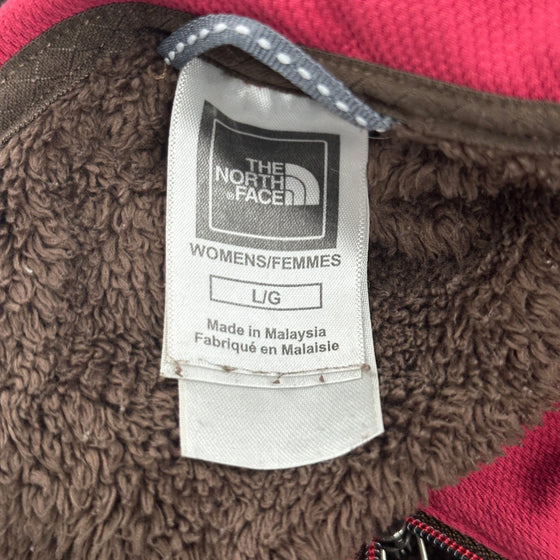 THE
NORTH
FACE
WOMENS/FEMMES
L/G
Made in Malaysia
Fabriqué en Malaisie